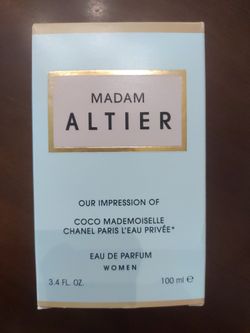 MADAM
ALTIER
OUR IMPRESSION OF
COCO MADEMOISELLE
CHANEL PARIS L'EAU PRIVÉE*
EAU DE PARFUM
WOMEN
3.4 FL. OZ. 100 ml ℮